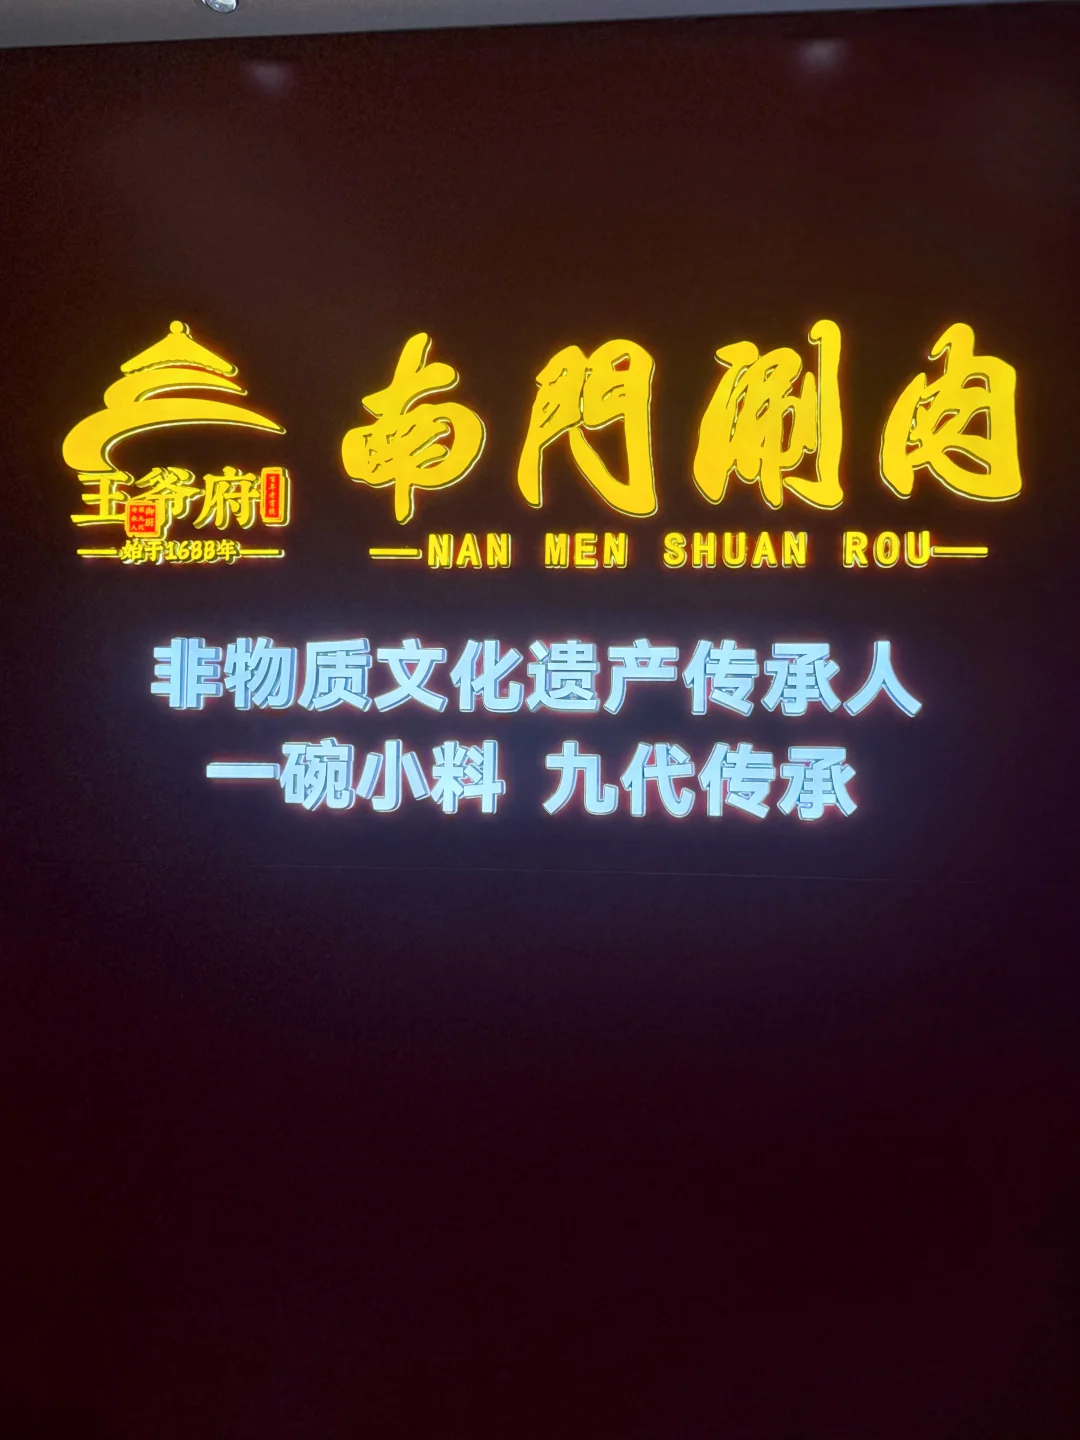 南門涮肉
王爷府
始于1688年
NAN MEN SHUAN ROU
非物质文化遗产传承人
一碗小料 九代传承